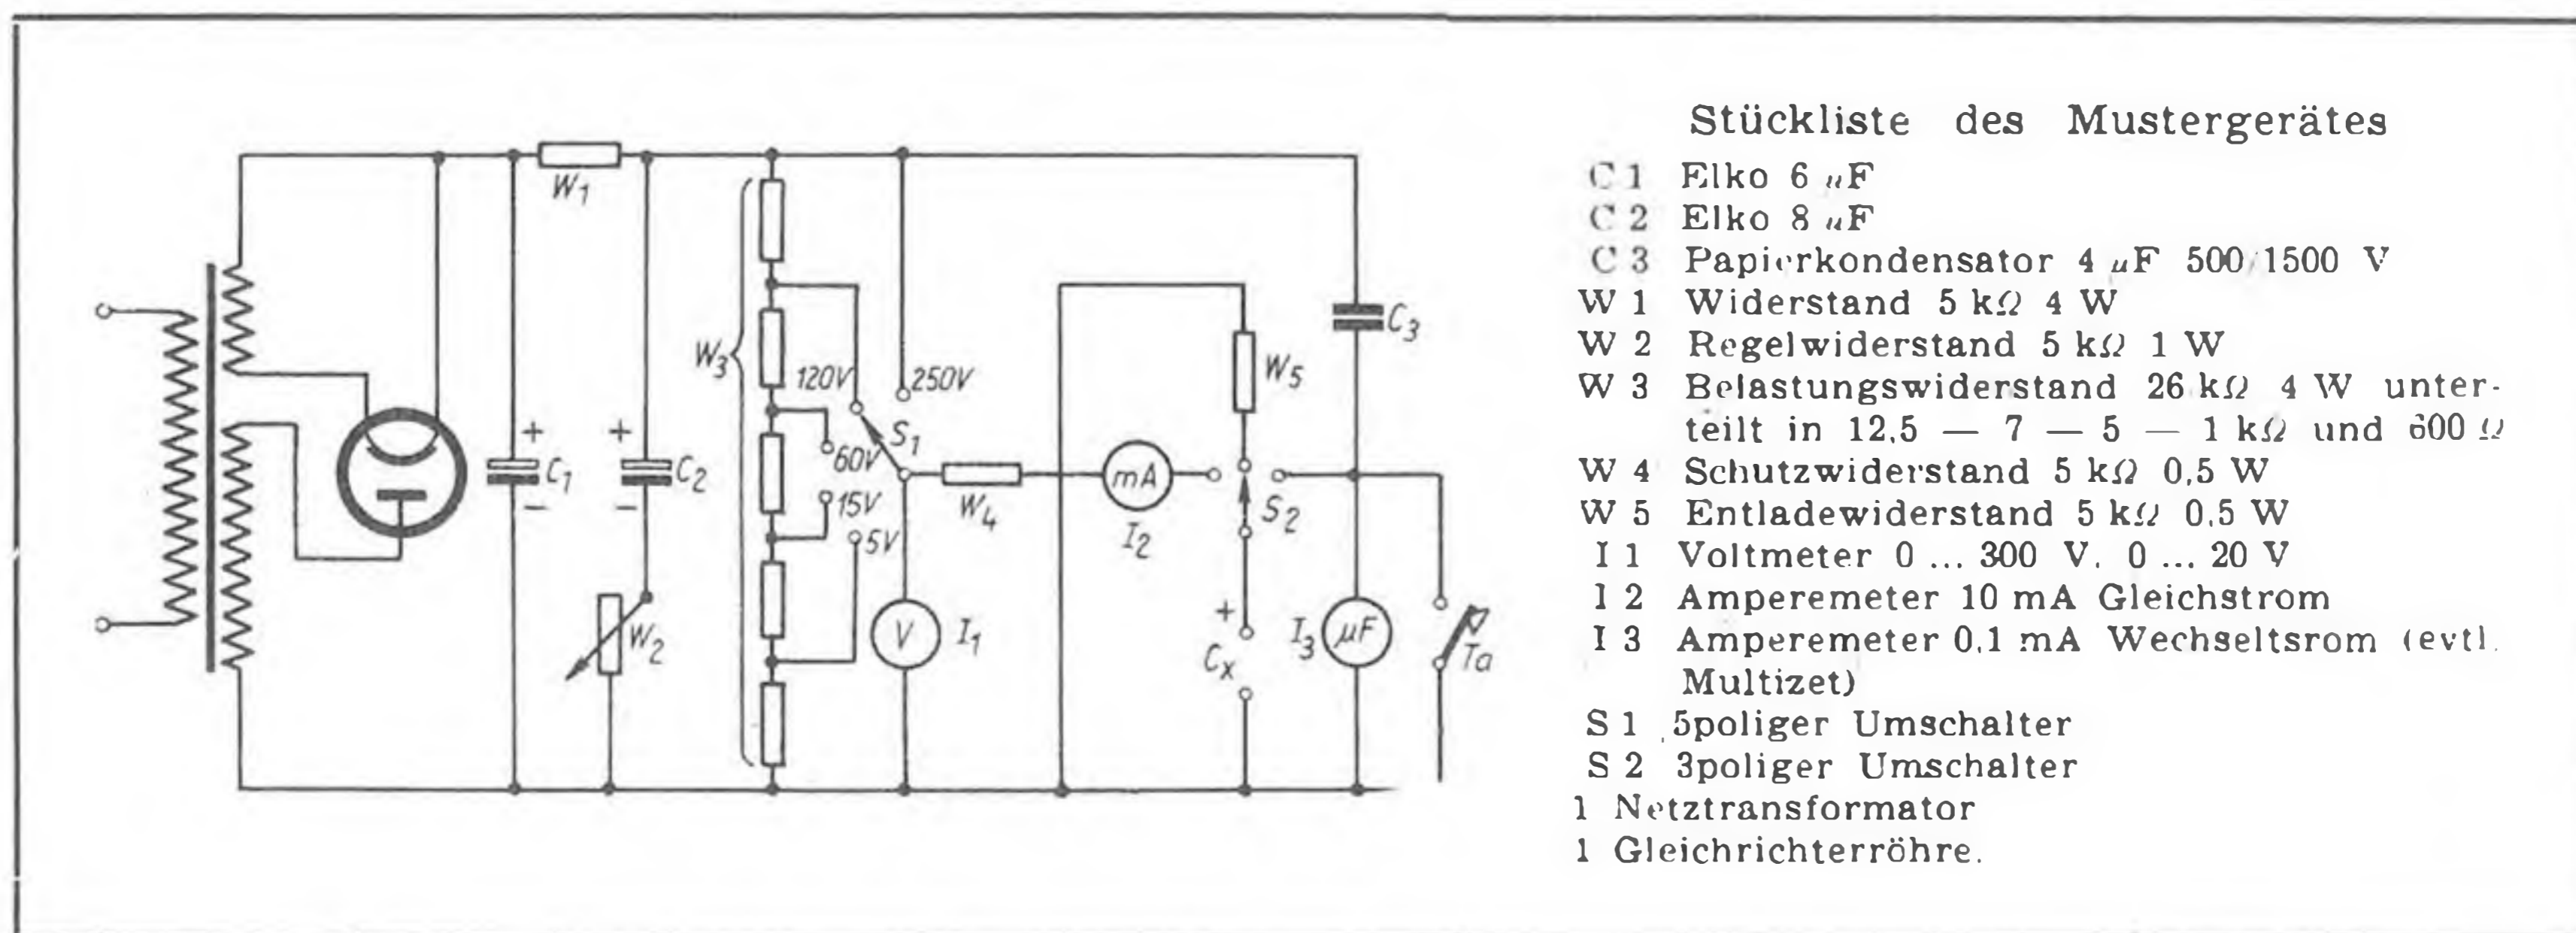 W1
W3
120V
250V
60V
S1
15V
5V
+
C1
−
+
C2
−
W2
W4
V
I1
mA
I2
W5
S2
C3
+
Cx
I3
μF
Ta
Stückliste des Mustergerätes
C 1 Elko 6 μF
C 2 Elko 8 μF
C 3 Papierkondensator 4 μF 500/1500 V
W 1 Widerstand 5 kΩ 4 W
W 2 Regelwiderstand 5 kΩ 1 W
W 3 Belastungswiderstand 26 kΩ 4 W unter-
teilt in 12,5 — 7 — 5 — 1 kΩ und 600 Ω
W 4 Schutzwiderstand 5 kΩ 0,5 W
W 5 Entladewiderstand 5 kΩ 0,5 W
I 1 Voltmeter 0 ... 300 V. 0 ... 20 V
I 2 Amperemeter 10 mA Gleichstrom
I 3 Amperemeter 0,1 mA Wechseltsrom (evtl.
Multizet)
S 1 5poliger Umschalter
S 2 3poliger Umschalter
1 Netztransformator
1 Gleichrichterröhre.